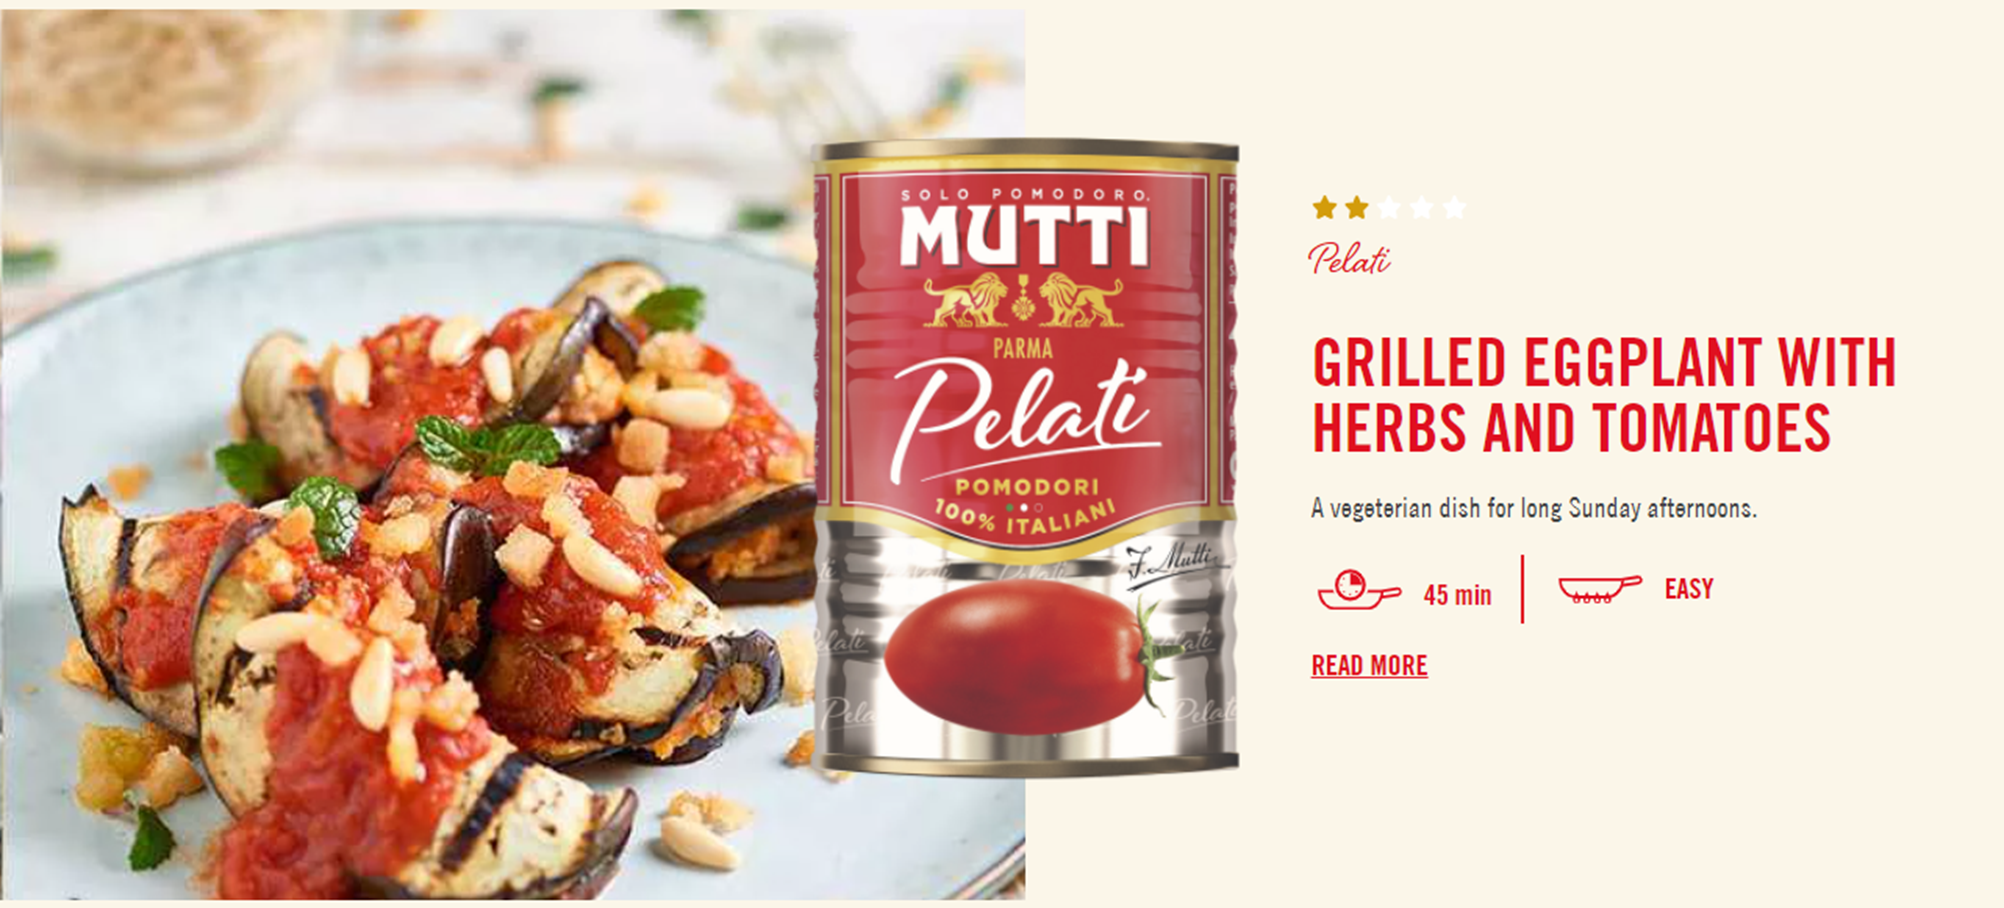 SOLO POMODORO.
MUTTI
PARMA
Pelati
POMODORI
100% ITALIANI
F. Mutti
Pelati
GRILLED EGGPLANT WITH
HERBS AND TOMATOES
A vegeterian dish for long Sunday afternoons.
45 min
EASY
READ MORE